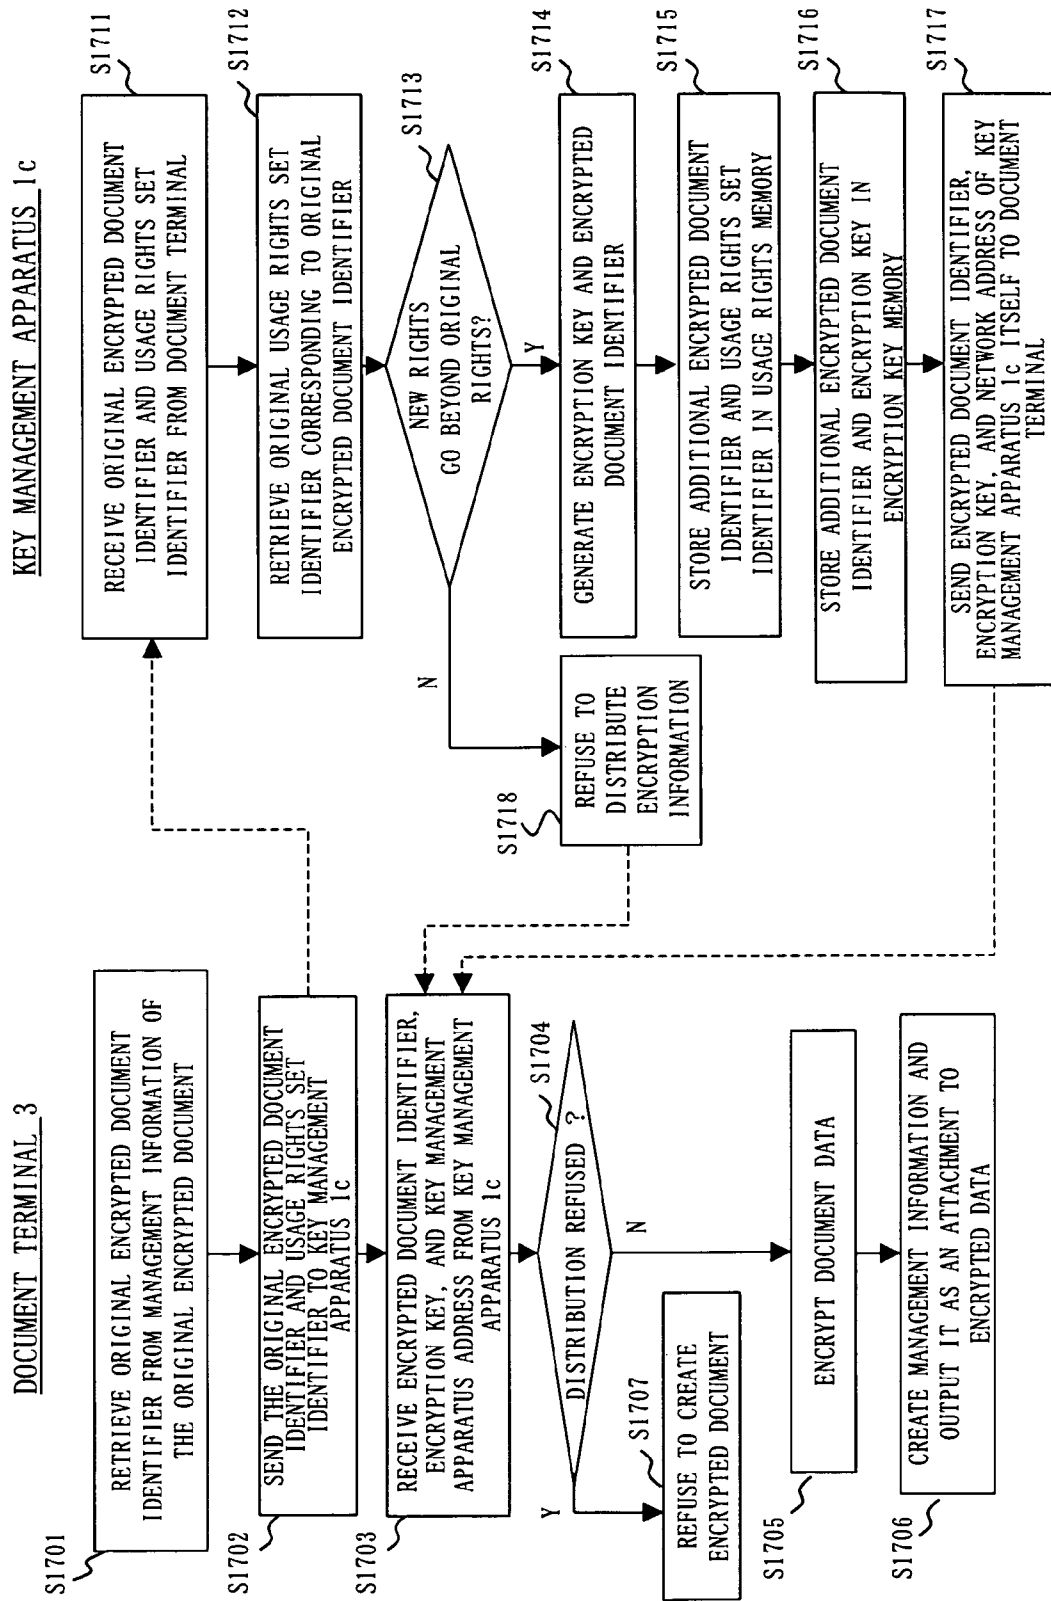 DOCUMENT TERMINAL 3
S1701
RETRIEVE ORIGINAL ENCRYPTED DOCUMENT
IDENTIFIER FROM MANAGEMENT INFORMATION OF
THE ORIGINAL ENCRYPTED DOCUMENT
S1702
SEND THE ORIGINAL ENCRYPTED DOCUMENT
IDENTIFIER AND USAGE RIGHTS SET
IDENTIFIER TO KEY MANAGEMENT
APPARATUS 1c
S1703
RECEIVE ENCRYPTED DOCUMENT IDENTIFIER,
ENCRYPTION KEY, AND KEY MANAGEMENT
APPARATUS ADDRESS FROM KEY MANAGEMENT
APPARATUS 1c
S1704
DISTRIBUTION REFUSED ?
Y
N
S1707
REFUSE TO CREATE
ENCRYPTED DOCUMENT
S1705
ENCRYPT DOCUMENT DATA
S1706
CREATE MANAGEMENT INFORMATION AND
OUTPUT IT AS AN ATTACHMENT TO
ENCRYPTED DATA
KEY MANAGEMENT APPARATUS 1c
S1711
RECEIVE ORIGINAL ENCRYPTED DOCUMENT
IDENTIFIER AND USAGE RIGHTS SET
IDENTIFIER FROM DOCUMENT TERMINAL
S1712
RETRIEVE ORIGINAL USAGE RIGHTS SET
IDENTIFIER CORRESPONDING TO ORIGINAL
ENCRYPTED DOCUMENT IDENTIFIER
S1713
NEW RIGHTS
GO BEYOND ORIGINAL
RIGHTS?
N
Y
S1718
REFUSE TO
DISTRIBUTE
ENCRYPTION
INFORMATION
S1714
GENERATE ENCRYPTION KEY AND ENCRYPTED
DOCUMENT IDENTIFIER
S1715
STORE ADDITIONAL ENCRYPTED DOCUMENT
IDENTIFIER AND USAGE RIGHTS SET
IDENTIFIER IN USAGE RIGHTS MEMORY
S1716
STORE ADDITIONAL ENCRYPTED DOCUMENT
IDENTIFIER AND ENCRYPTION KEY IN
ENCRYPTION KEY MEMORY
S1717
SEND ENCRYPTED DOCUMENT IDENTIFIER,
ENCRYPTION KEY, AND NETWORK ADDRESS OF KEY
MANAGEMENT APPARATUS 1c ITSELF TO DOCUMENT
TERMINAL